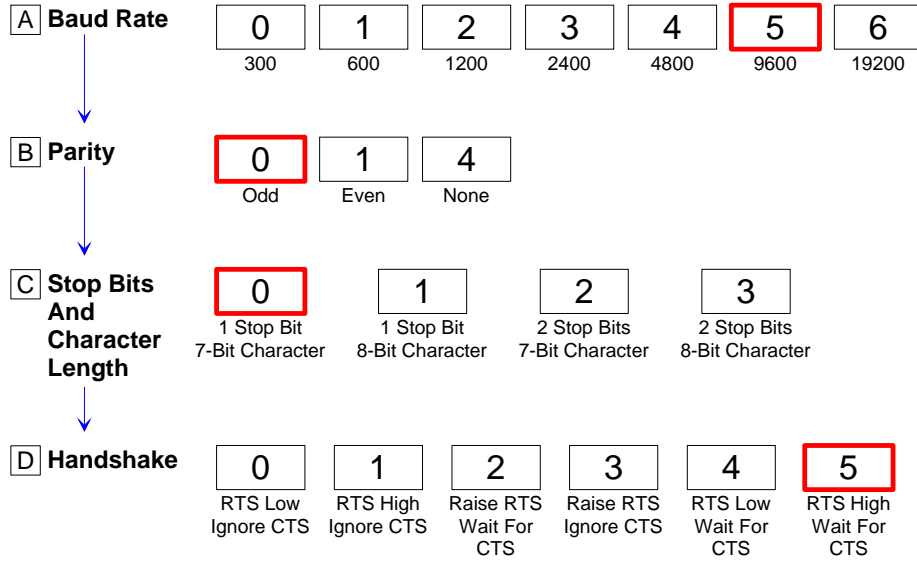 A Baud Rate 0 1 2 3 4 5 6
300 600 1200 2400 4800 9600 19200
B Parity 0 1 4
Odd Even None
C Stop Bits 0 1 2 3
And
Character
Length
1 Stop Bit 1 Stop Bit 2 Stop Bits 2 Stop Bits
7-Bit Character 8-Bit Character 7-Bit Character 8-Bit Character
D Handshake 0 1 2 3 4 5
RTS Low RTS High Raise RTS Raise RTS RTS Low RTS High
Ignore CTS Ignore CTS Wait For Ignore CTS Wait For Wait For
CTS CTS CTS